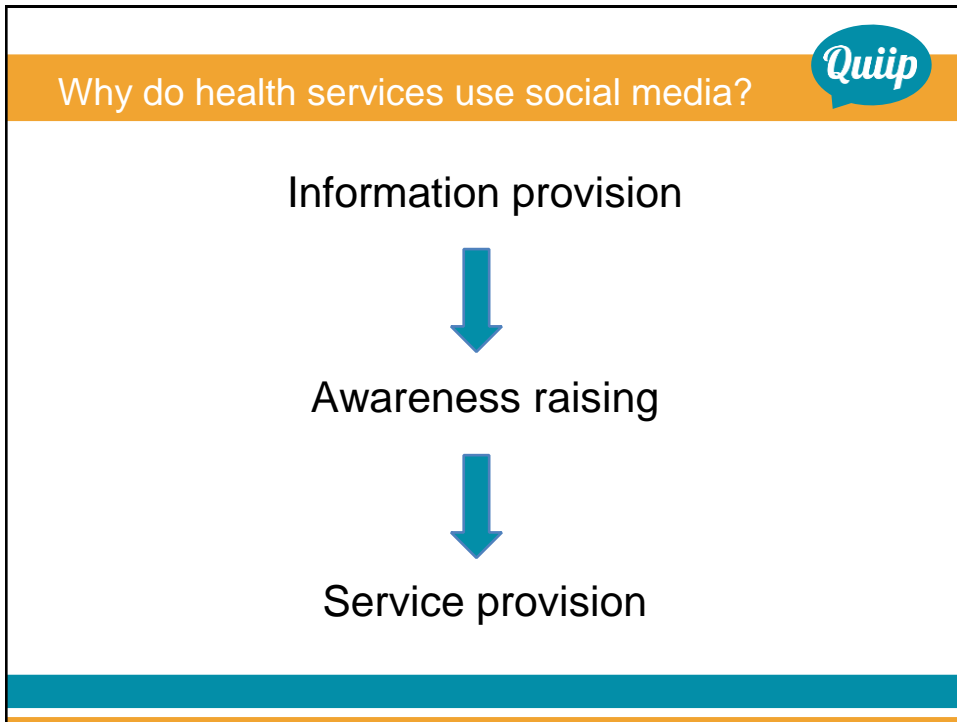 Quiip
Why do health services use social media?
Information provision
Awareness raising
Service provision